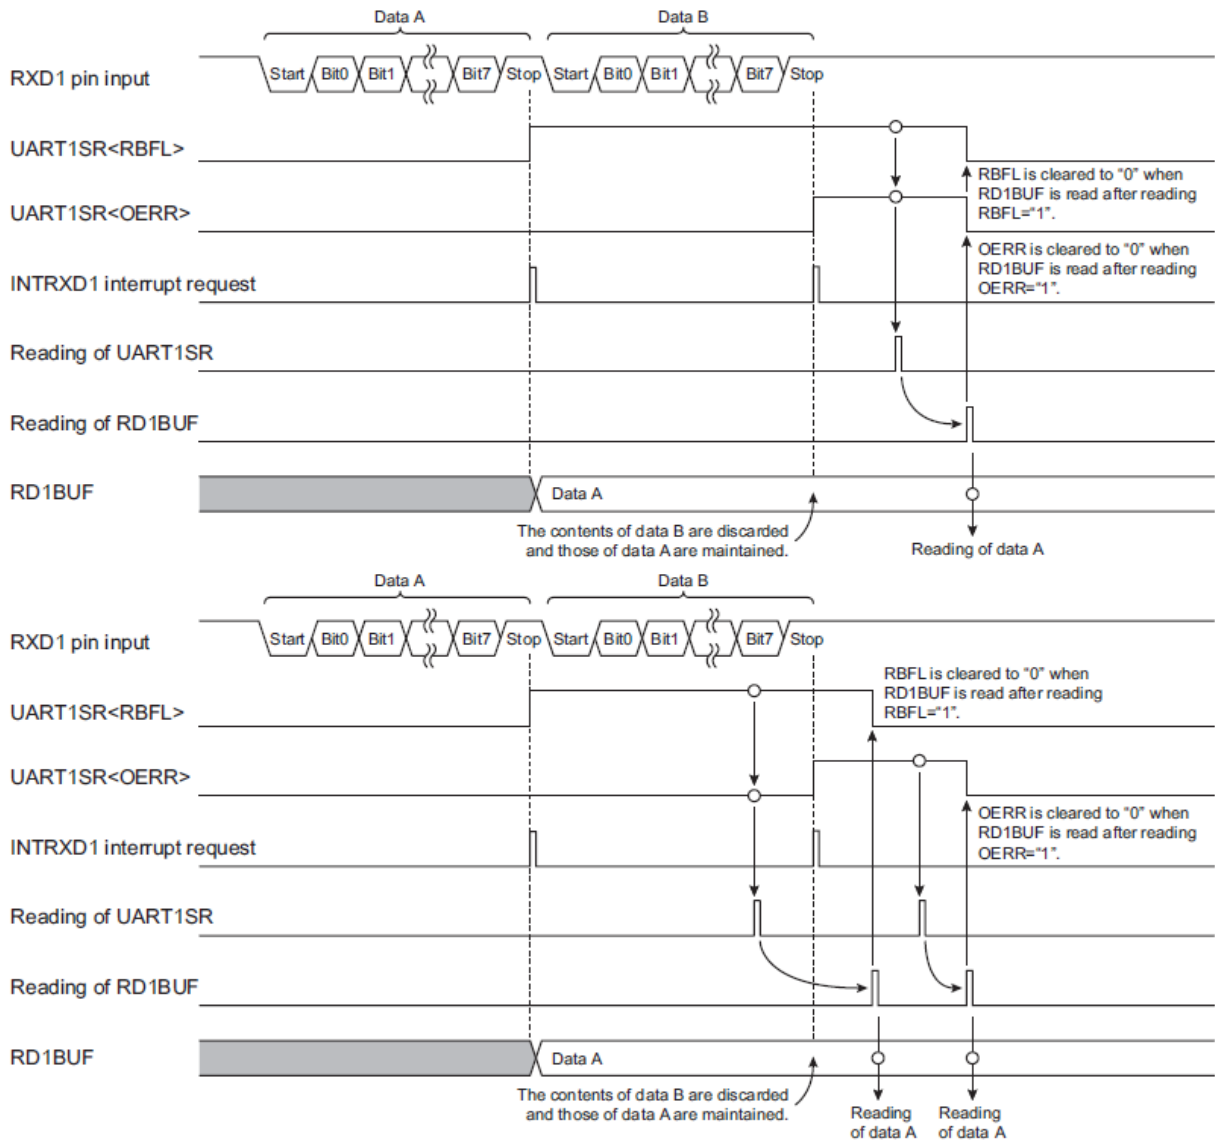 Data A
Data B
RXD1 pin input
Start Bit0 Bit1 Bit7 Stop Start Bit0 Bit1 Bit7 Stop
UART1SR<RBFL>
RBFL is cleared to “0” when
RD1BUF is read after reading
RBFL=“1”.
UART1SR<OERR>
OERR is cleared to “0” when
RD1BUF is read after reading
OERR=“1”.
INTRXD1 interrupt request
Reading of UART1SR
Reading of RD1BUF
RD1BUF
Data A
The contents of data B are discarded
and those of data A are maintained.
Reading of data A
Data A
Data B
RXD1 pin input
Start Bit0 Bit1 Bit7 Stop Start Bit0 Bit1 Bit7 Stop
RBFL is cleared to “0” when
RD1BUF is read after reading
RBFL=“1”.
UART1SR<RBFL>
UART1SR<OERR>
OERR is cleared to “0” when
RD1BUF is read after reading
OERR=“1”.
INTRXD1 interrupt request
Reading of UART1SR
Reading of RD1BUF
RD1BUF
Data A
The contents of data B are discarded
and those of data A are maintained.
Reading
of data A
Reading
of data A